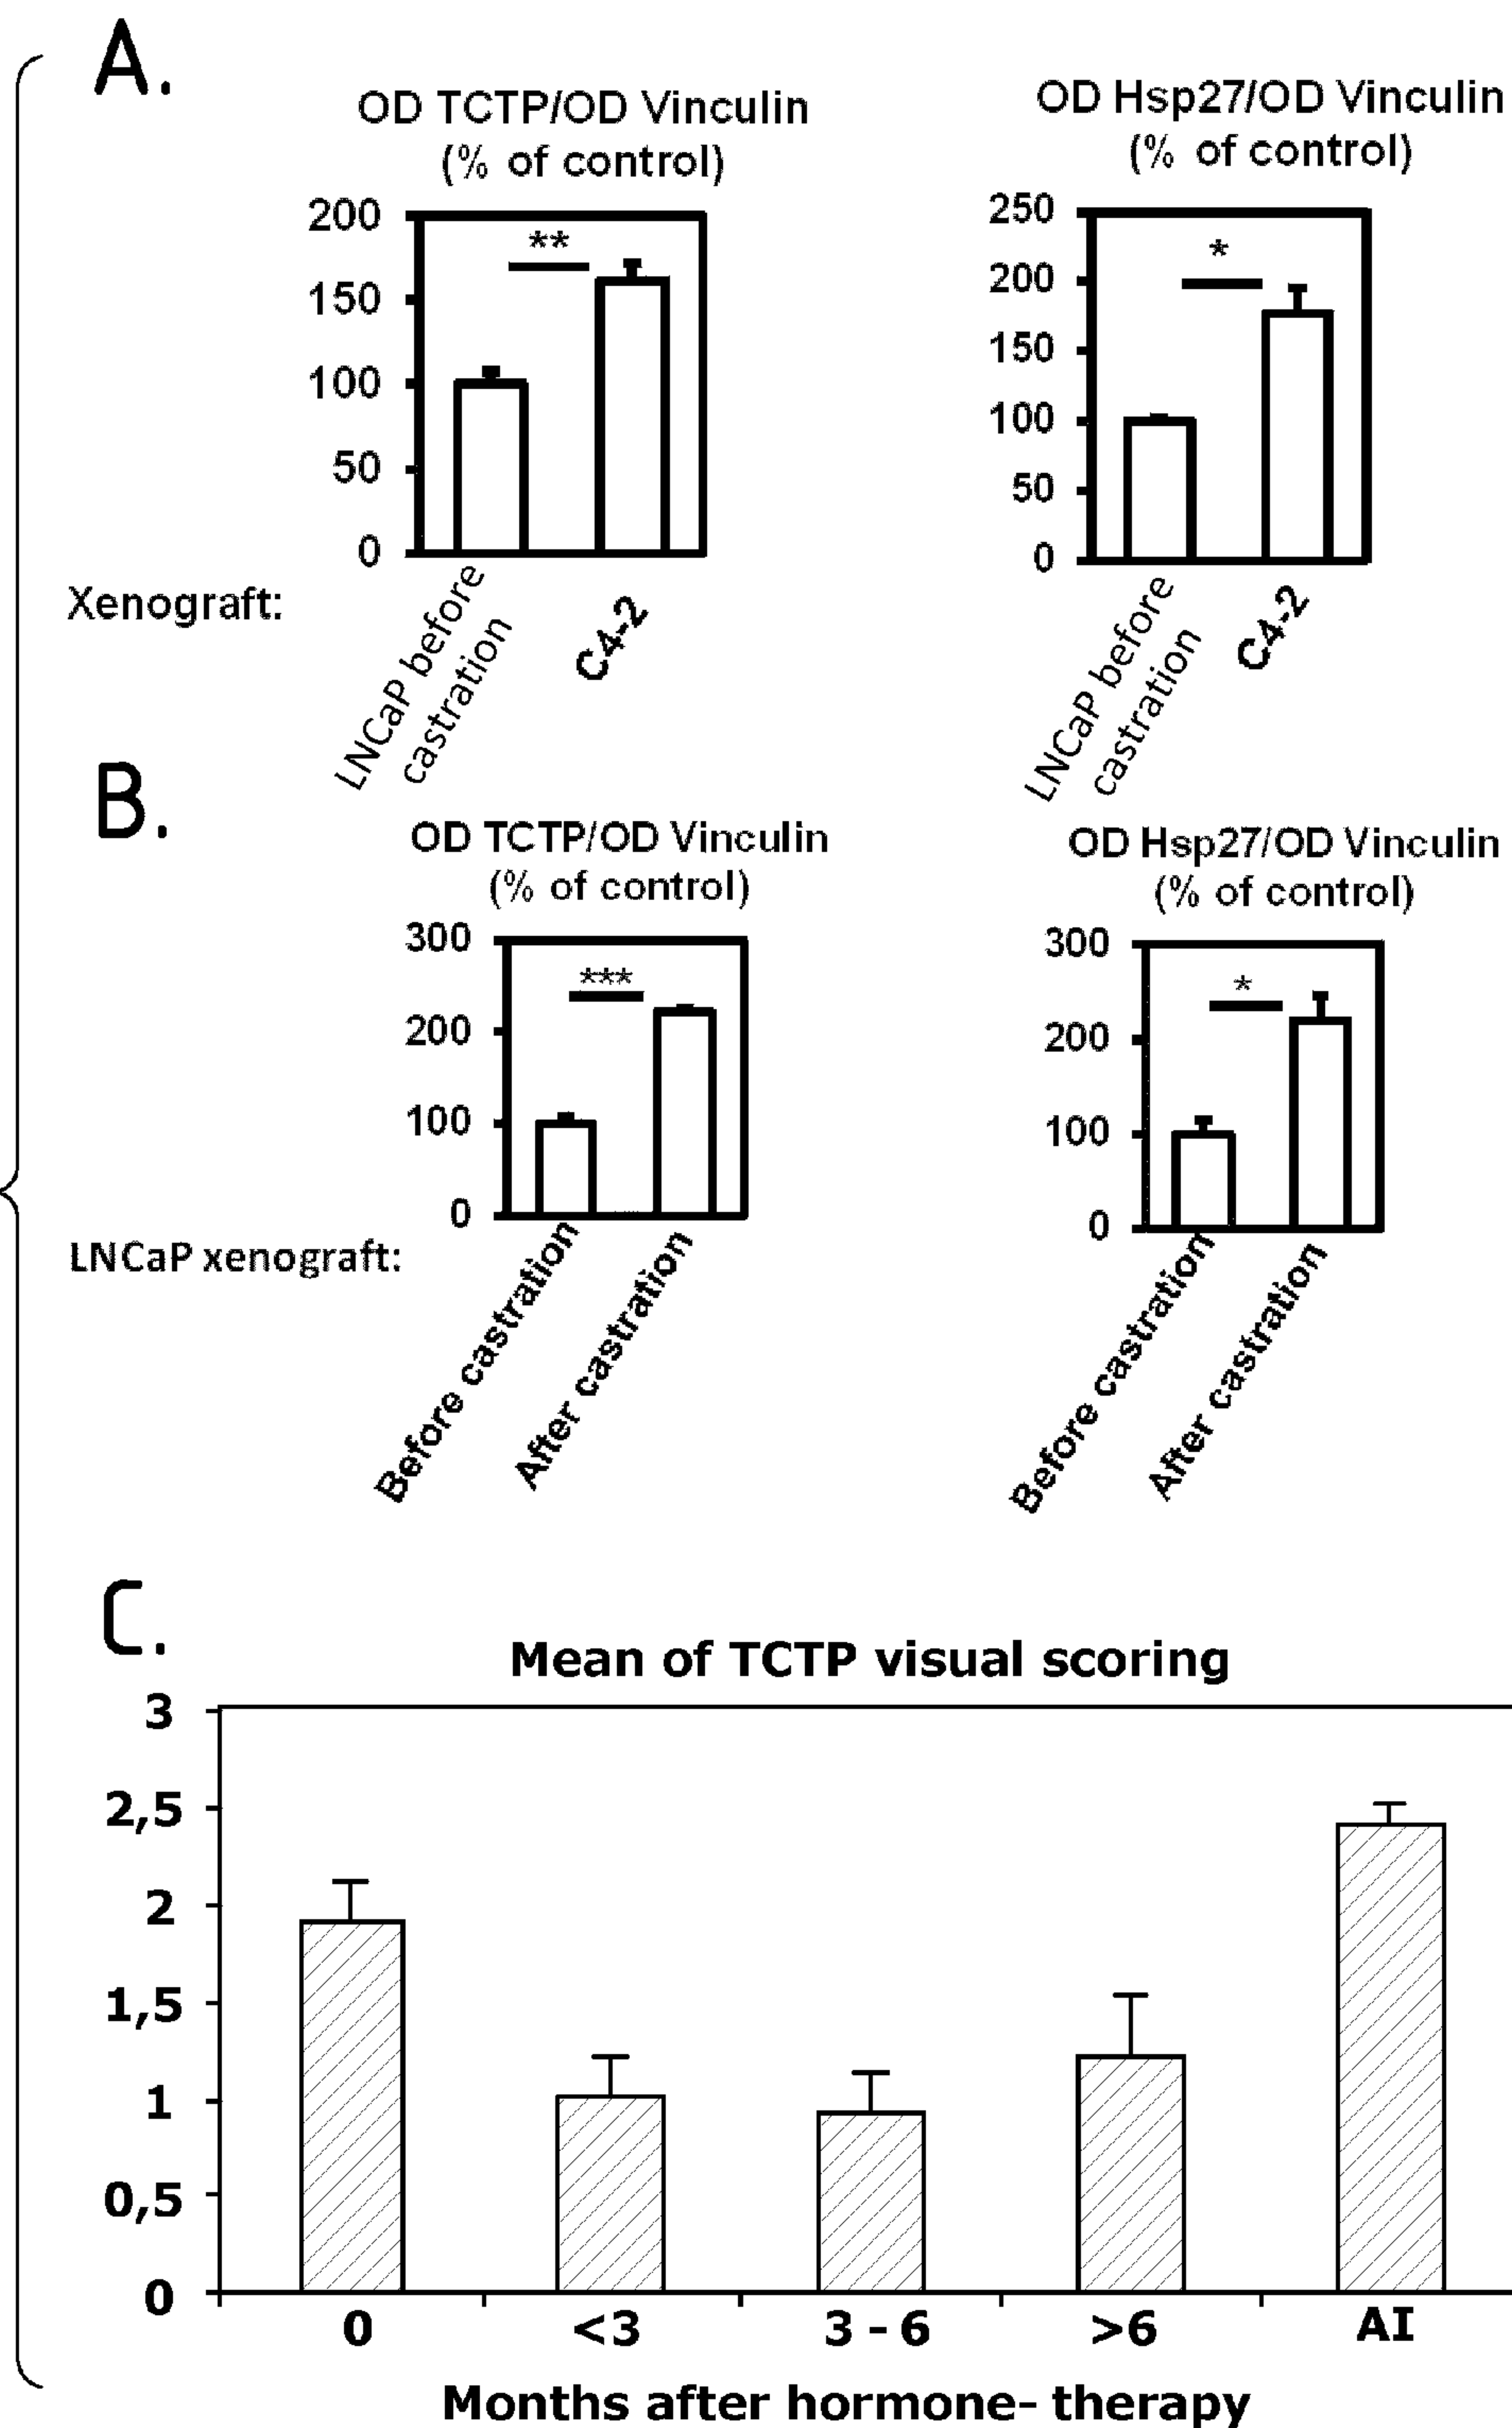 A.
OD TCTP/OD Vinculin
(% of control)
200
150
100
50
0
**
OD Hsp27/OD Vinculin
(% of control)
250
200
150
100
50
0
*
Xenograft:
LNCaP before
castration
C4-2
LNCaP before
castration
C4-2
B.
OD TCTP/OD Vinculin
(% of control)
300
200
100
0
***
OD Hsp27/OD Vinculin
(% of control)
300
200
100
0
*
LNCaP xenograft:
Before castration
After castration
Before castration
After castration
C.
Mean of TCTP visual scoring
3
2,5
2
1,5
1
0,5
0
0
<3
3 - 6
>6
AI
Months after hormone- therapy